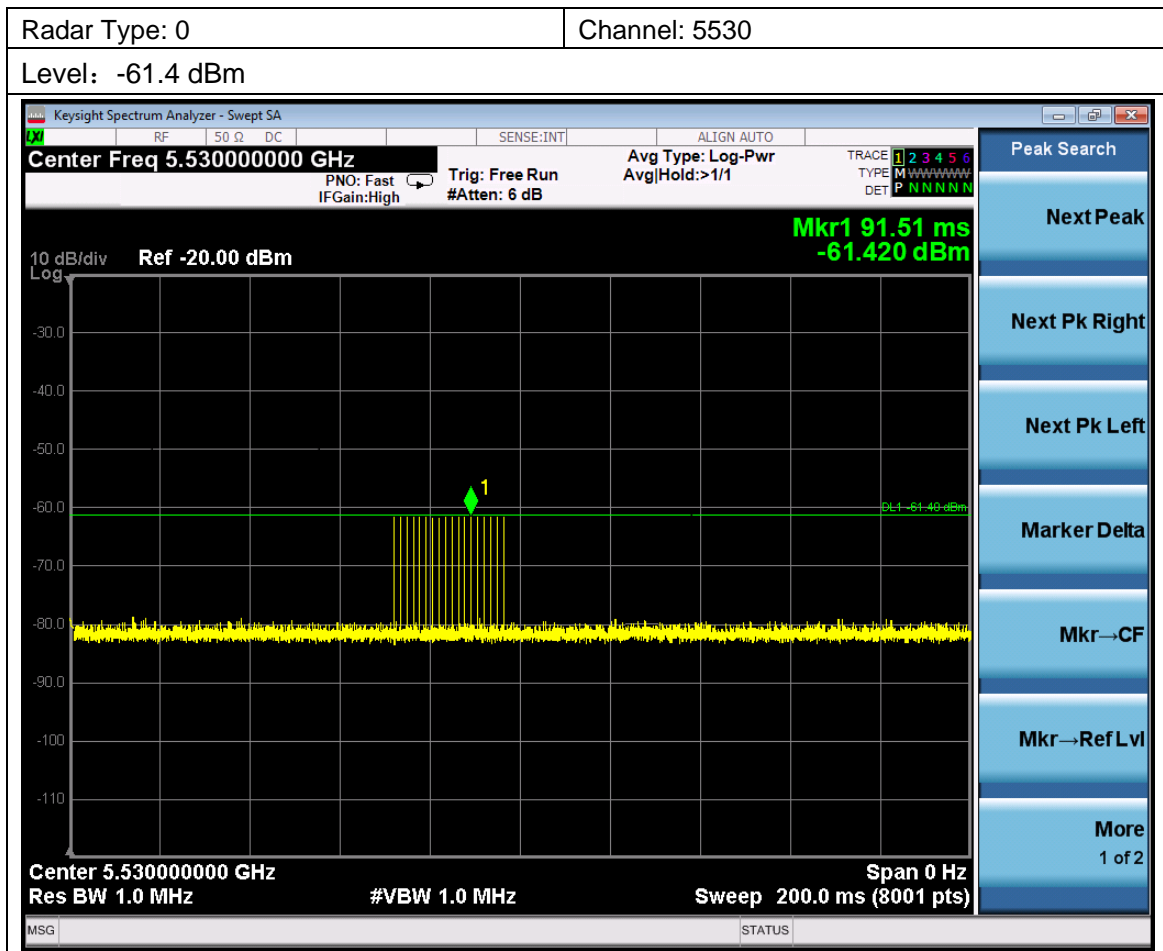 Radar Type: 0
Channel: 5530
Level：-61.4 dBm
Keysight Spectrum Analyzer - Swept SA
LXI
RF
50 Ω
DC
SENSE:INT
ALIGN AUTO
Center Freq 5.530000000 GHz
PNO: Fast
IFGain:High
Trig: Free Run
#Atten: 6 dB
Avg Type: Log-Pwr
Avg|Hold:>1/1
TRACE 1 2 3 4 5 6
TYPE M WWWWW
DET P N N N N N
Mkr1 91.51 ms
-61.420 dBm
10 dB/div
Log
Ref -20.00 dBm
-30.0
-40.0
-50.0
-60.0
-70.0
-80.0
-90.0
-100
-110
1
DL1 -61.40 dBm
Center 5.530000000 GHz
Span 0 Hz
Res BW 1.0 MHz
#VBW 1.0 MHz
Sweep 200.0 ms (8001 pts)
MSG
STATUS
Peak Search
Next Peak
Next Pk Right
Next Pk Left
Marker Delta
Mkr→CF
Mkr→Ref Lvl
More
1 of 2